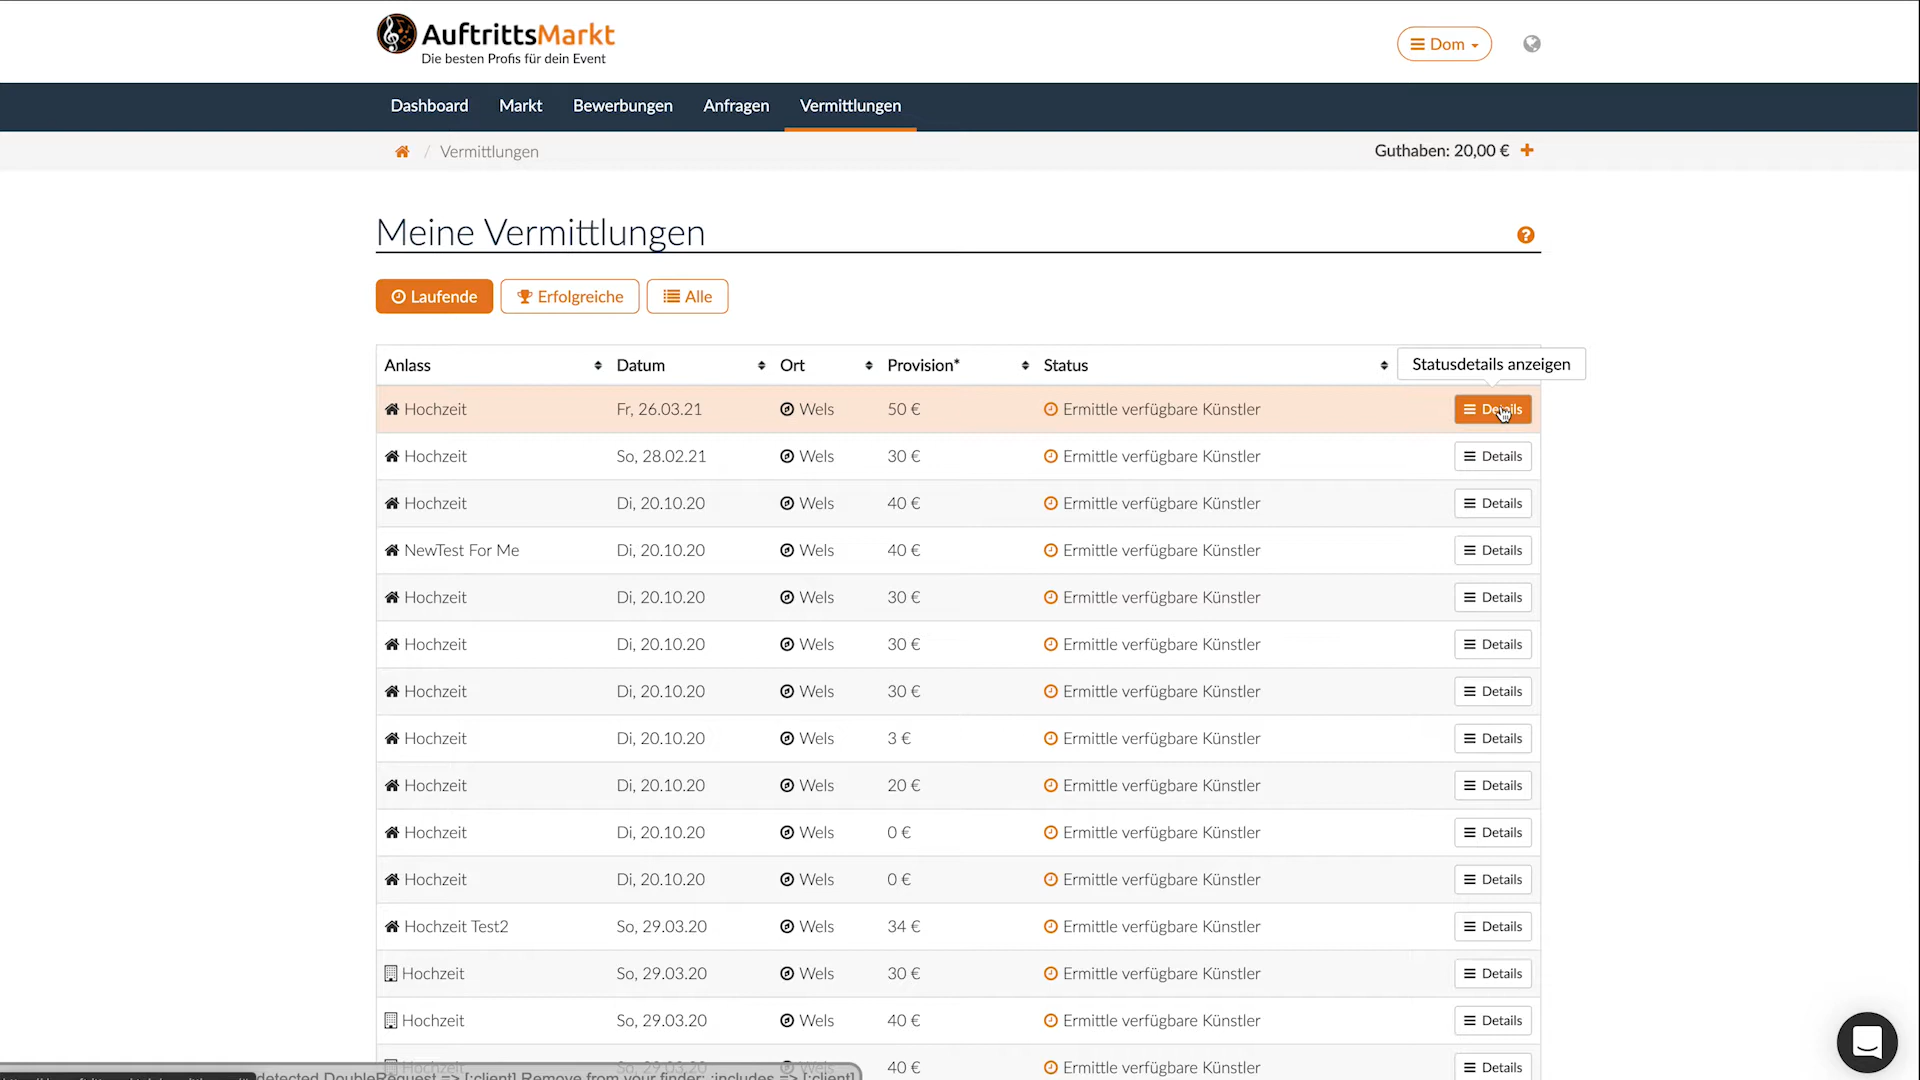 AuftrittsMarkt
Die besten Profis für dein Event
Dom
Dashboard Markt Bewerbungen Anfragen Vermittlungen
/ Vermittlungen Guthaben: 20,00 € +
Meine Vermittlungen
Laufende Erfolgreiche Alle
Anlass Datum Ort Provision* Status Statusdetails anzeigen
Hochzeit Fr, 26.03.21 Wels 50 € Ermittle verfügbare Künstler Details
Hochzeit So, 28.02.21 Wels 30 € Ermittle verfügbare Künstler Details
Hochzeit Di, 20.10.20 Wels 40 € Ermittle verfügbare Künstler Details
NewTest For Me Di, 20.10.20 Wels 40 € Ermittle verfügbare Künstler Details
Hochzeit Di, 20.10.20 Wels 30 € Ermittle verfügbare Künstler Details
Hochzeit Di, 20.10.20 Wels 30 € Ermittle verfügbare Künstler Details
Hochzeit Di, 20.10.20 Wels 30 € Ermittle verfügbare Künstler Details
Hochzeit Di, 20.10.20 Wels 3 € Ermittle verfügbare Künstler Details
Hochzeit Di, 20.10.20 Wels 20 € Ermittle verfügbare Künstler Details
Hochzeit Di, 20.10.20 Wels 0 € Ermittle verfügbare Künstler Details
Hochzeit Di, 20.10.20 Wels 0 € Ermittle verfügbare Künstler Details
Hochzeit Test2 So, 29.03.20 Wels 34 € Ermittle verfügbare Künstler Details
Hochzeit So, 29.03.20 Wels 30 € Ermittle verfügbare Künstler Details
Hochzeit So, 29.03.20 Wels 40 € Ermittle verfügbare Künstler Details
Hochzeit So, 29.03.20 Wels 40 € Ermittle verfügbare Künstler Details
detected DoubleRequest => [:client] Remove from your finder: :includes => [:client]